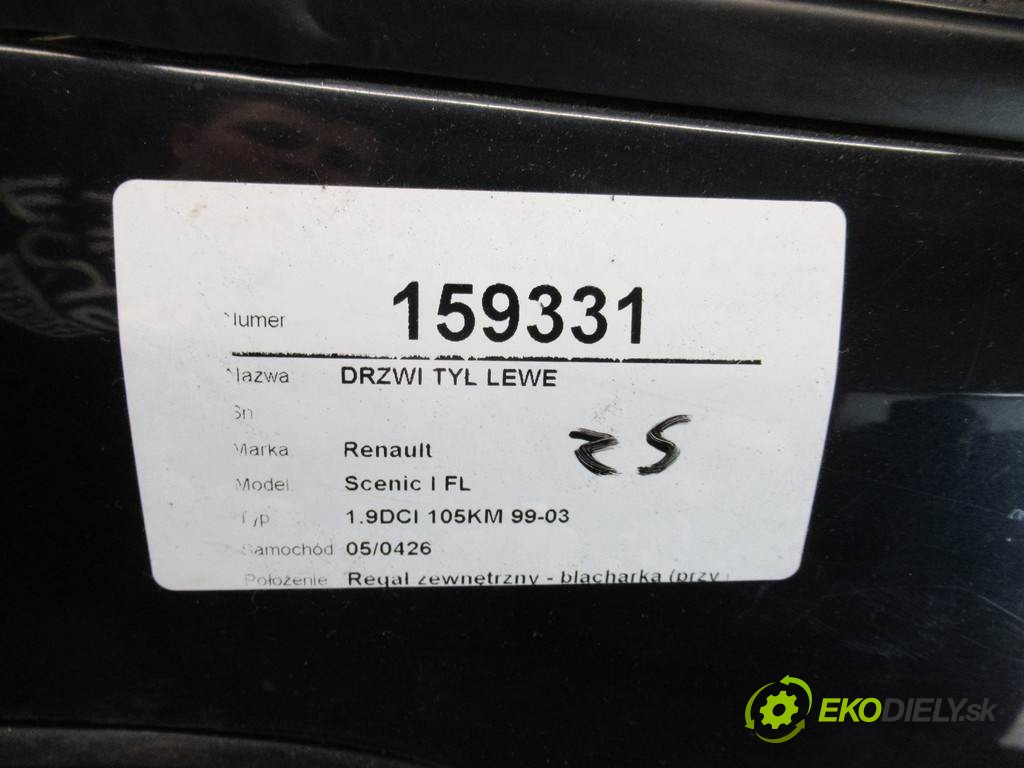 Numer 159331
Nazwa DRZWI TYŁ LEWE
Sn
Marka Renault
Model Scenic I FL
Typ 1.9DCI 105KM 99-03
Samochód 05/0426
Położenie Regał zewnętrzny - blacharka (przy
EKODIELY.sk